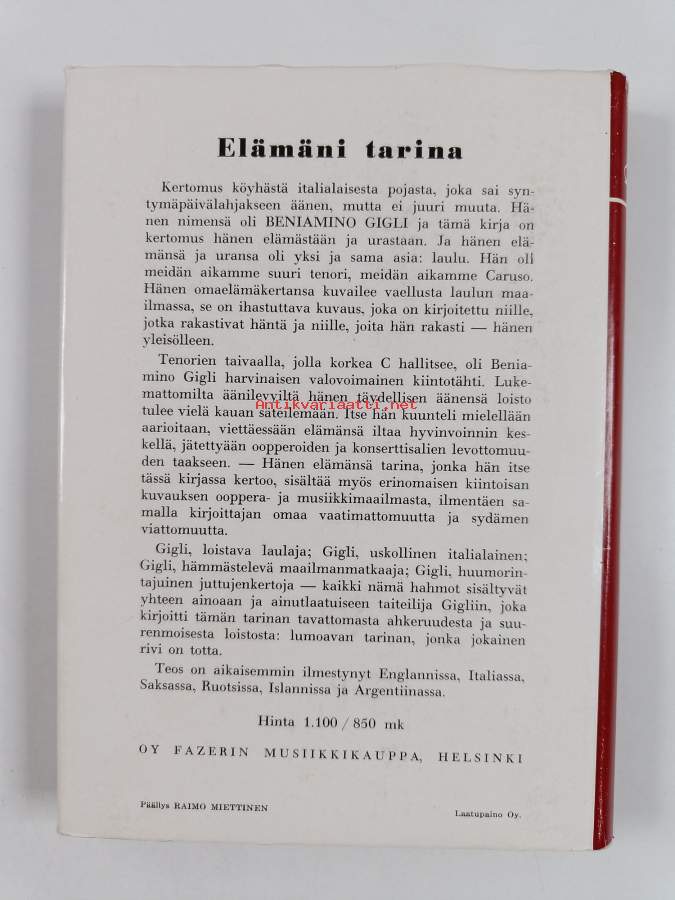 Elämäni tarina
Kertomus köyhästä italialaisesta pojasta, joka sai syn-
tymäpäivälahjakseen äänen, mutta ei juuri muuta. Hä-
nen nimensä oli BENIAMINO GIGLI ja tämä kirja on
kertomus hänen elämästään ja urastaan. Ja hänen elä-
mänsä ja uransa oli yksi ja sama asia: laulu. Hän oli
meidän aikamme suuri tenori, meidän aikamme Caruso.
Hänen omaelämäkertansa kuvailee vaellusta laulun maa-
ilmassa, se on ihastuttava kuvaus, joka on kirjoitettu niille,
jotka rakastivat häntä ja niille, joita hän rakasti — hänen
yleisölleen.
Tenorien taivaalla, jolla korkea C hallitsee, oli Benia-
mino Gigli harvinaisen valovoimainen kiintotähti. Luke-
mattomilta äänilevyiltä hänen täydellisen äänensä loisto
Antikvariaatti.net
tulee vielä kauan säteilemään. Itse hän kuunteli mielellään
aarioitaan, viettäessään elämänsä iltaa hyvinvoinnin kes-
kellä, jätettyään oopperoiden ja konserttisalien levottomuu-
den taakseen. — Hänen elämänsä tarina, jonka hän itse
tässä kirjassa kertoo, sisältää myös erinomaisen kiintoisan
kuvauksen ooppera- ja musiikkimaailmasta, ilmentäen sa-
malla kirjoittajan omaa vaatimattomuutta ja sydämen
viattomuutta.
Gigli, loistava laulaja; Gigli, uskollinen italialainen;
Gigli, hämmästelevä maailmanmatkaaja; Gigli, huumorin-
tajuinen juttujenkertoja — kaikki nämä hahmot sisältyvät
yhteen ainoaan ja ainutlaatuiseen taiteilija Gigliin, joka
kirjoitti tämän tarinan tavattomasta ahkeruudesta ja suu-
renmoisesta loistosta: lumoavan tarinan, jonka jokainen
rivi on totta.
Teos on aikaisemmin ilmestynyt Englannissa, Italiassa,
Saksassa, Ruotsissa, Islannissa ja Argentiinassa.
Hinta 1.100 / 850 mk
OY FAZERIN MUSIIKKIKAUPPA, HELSINKI
Päällys RAIMO MIETTINEN
Laatupaino Oy.